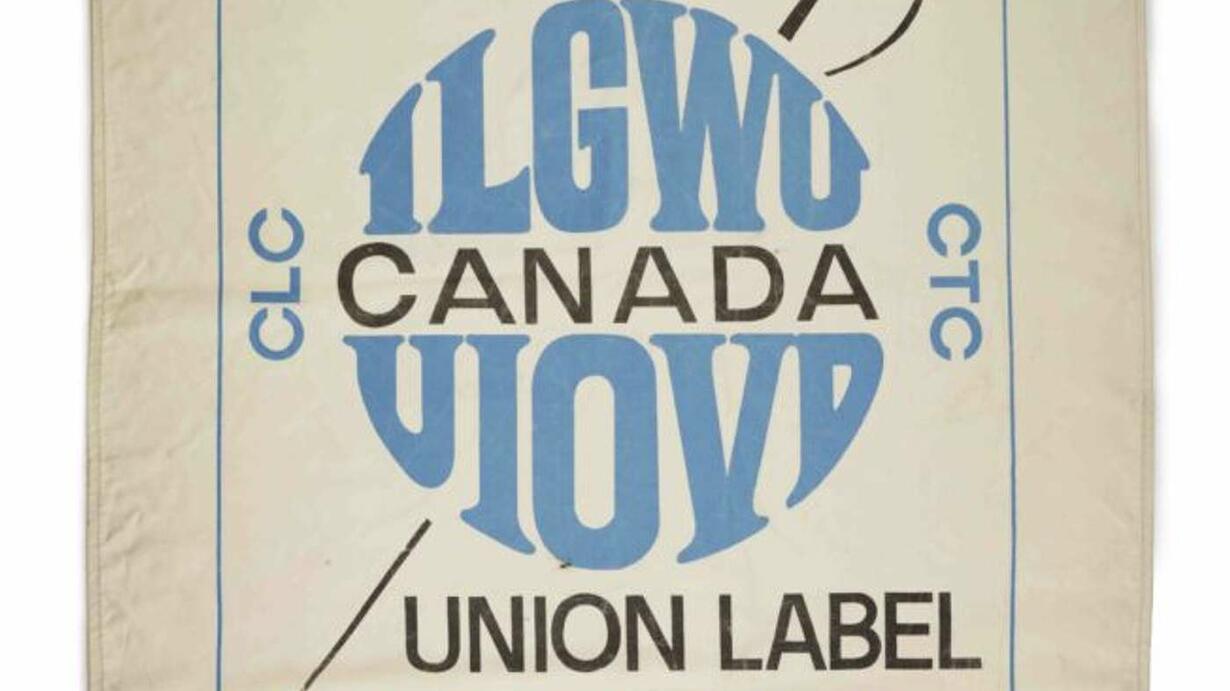 ILGWU
CLC
CANADA
CTC
UIOVD
UNION LABEL